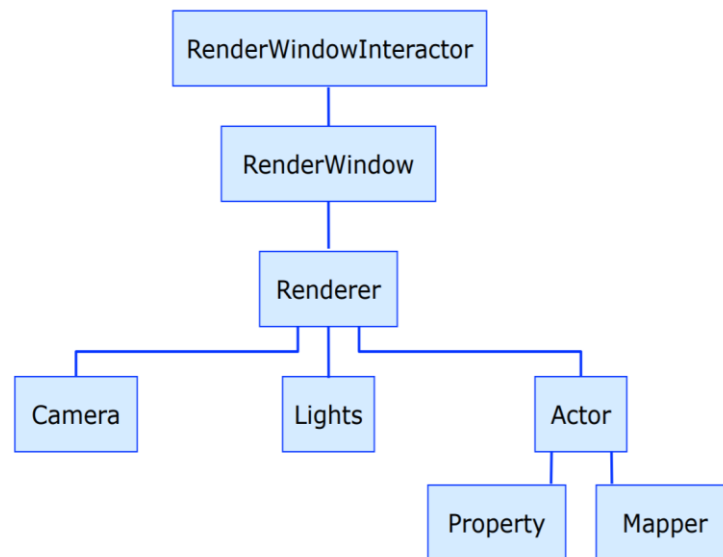 RenderWindowInteractor
RenderWindow
Renderer
Camera
Lights
Actor
Property
Mapper